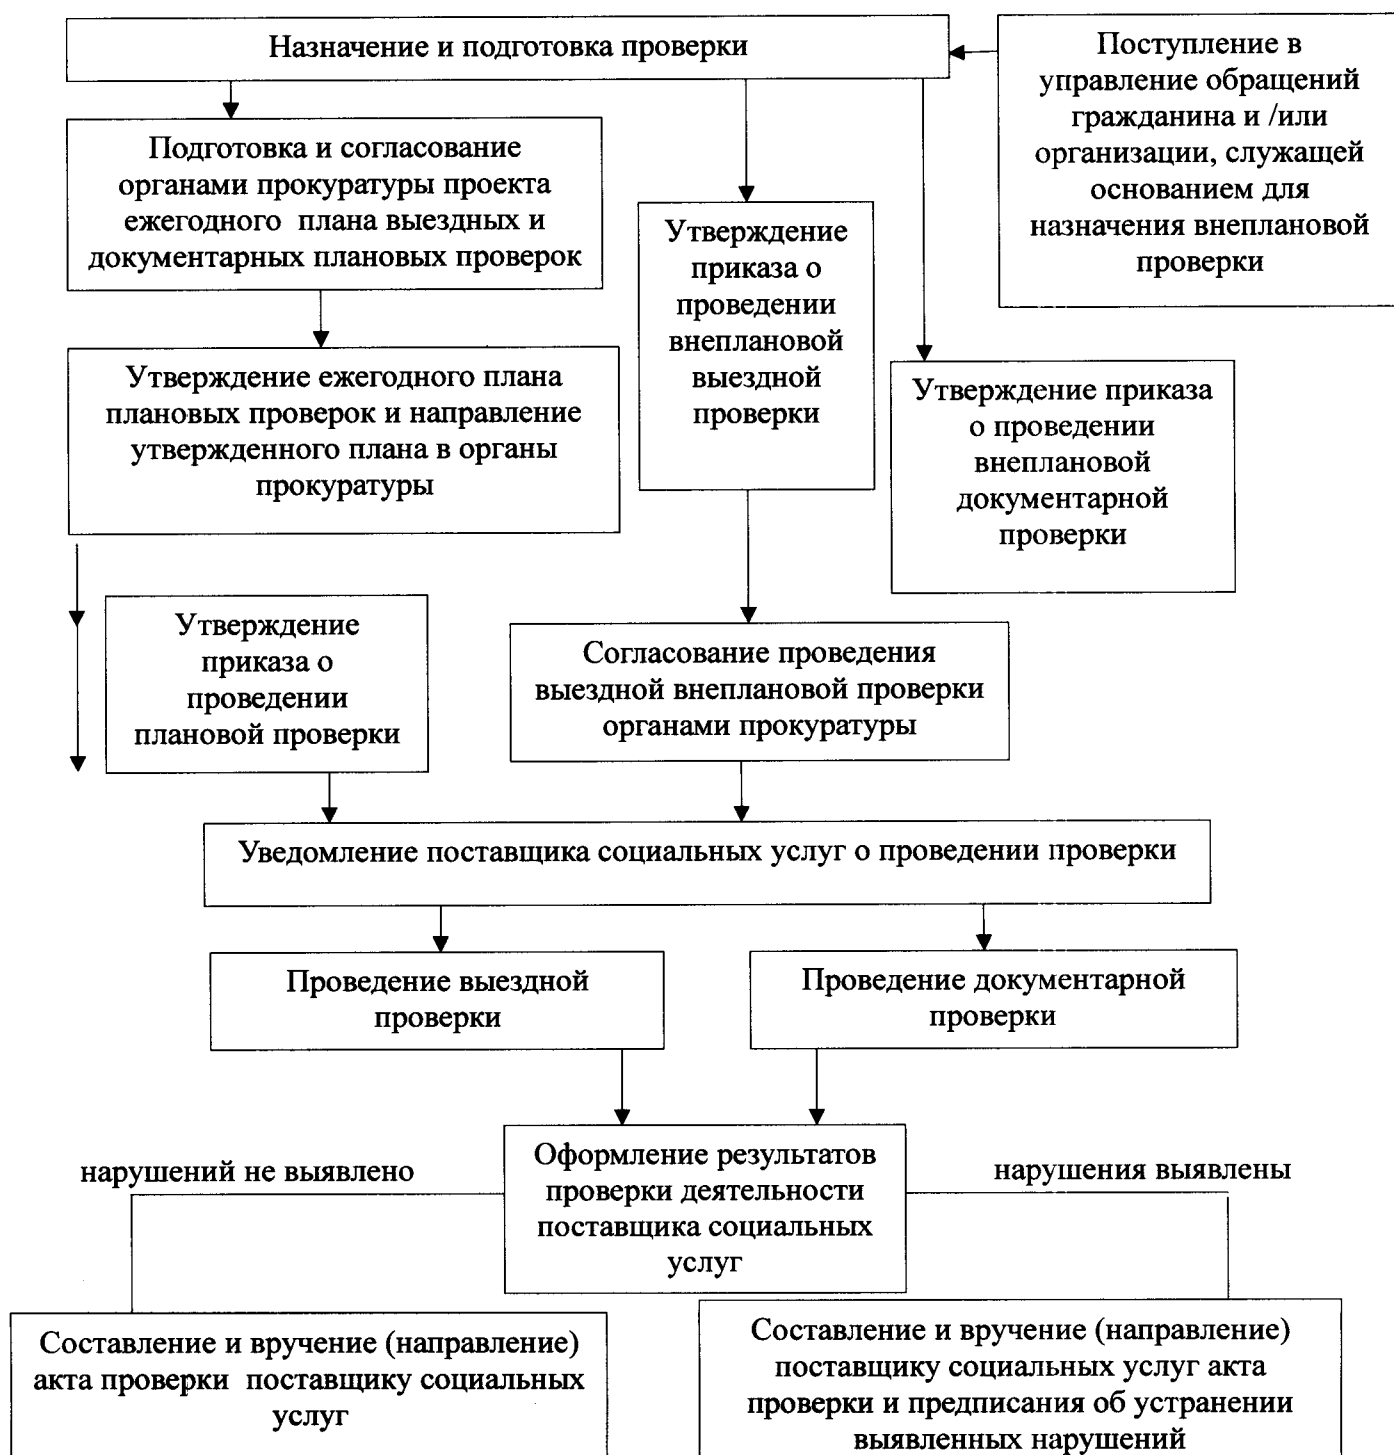 Назначение и подготовка проверки
Поступление в
управление обращений
гражданина и /или
организации, служащей
основанием для
назначения внеплановой
проверки
Подготовка и согласование
органами прокуратуры проекта
ежегодного плана выездных и
документарных плановых проверок
Утверждение
приказа о
проведении
внеплановой
выездной
проверки
Утверждение ежегодного плана
плановых проверок и направление
утвержденного плана в органы
прокуратуры
Утверждение приказа
о проведении
внеплановой
документарной
проверки
Утверждение
приказа о
проведении
плановой проверки
Согласование проведения
выездной внеплановой проверки
органами прокуратуры
Уведомление поставщика социальных услуг о проведении проверки
Проведение выездной
проверки
Проведение документарной
проверки
Оформление результатов
проверки деятельности
поставщика социальных
услуг
нарушений не выявлено
нарушения выявлены
Составление и вручение (направление)
акта проверки поставщику социальных
услуг
Составление и вручение (направление)
поставщику социальных услуг акта
проверки и предписания об устранении
выявленных нарушений